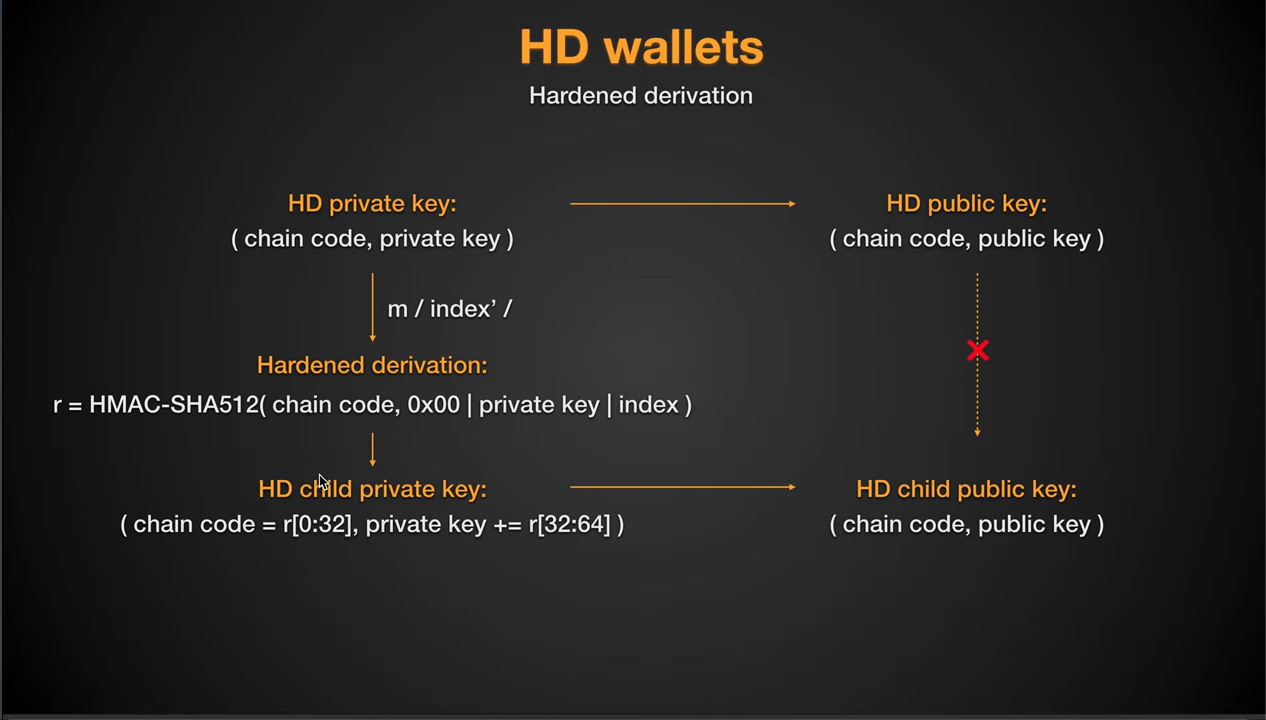 HD wallets
Hardened derivation
HD private key:
( chain code, private key )
HD public key:
( chain code, public key )
m / index’ /
Hardened derivation:
r = HMAC-SHA512( chain code, 0x00 | private key | index )
HD child private key:
( chain code = r[0:32], private key += r[32:64] )
HD child public key:
( chain code, public key )